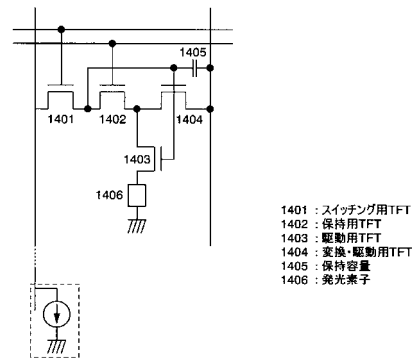 1405
1401
1402
1404
1403
1406
1401 : スイッチング用TFT
1402 : 保持用TFT
1403 : 駆動用TFT
1404 : 変換・駆動用TFT
1405 : 保持容量
1406 : 発光素子